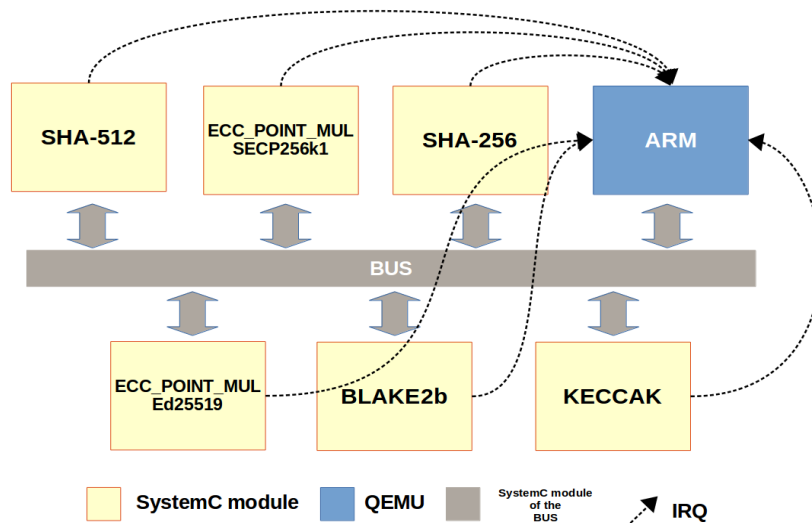 SHA-512
ECC_POINT_MUL
SECP256k1
SHA-256
ARM
BUS
ECC_POINT_MUL
Ed25519
BLAKE2b
KECCAK
SystemC module
QEMU
SystemC module
of the
BUS
IRQ